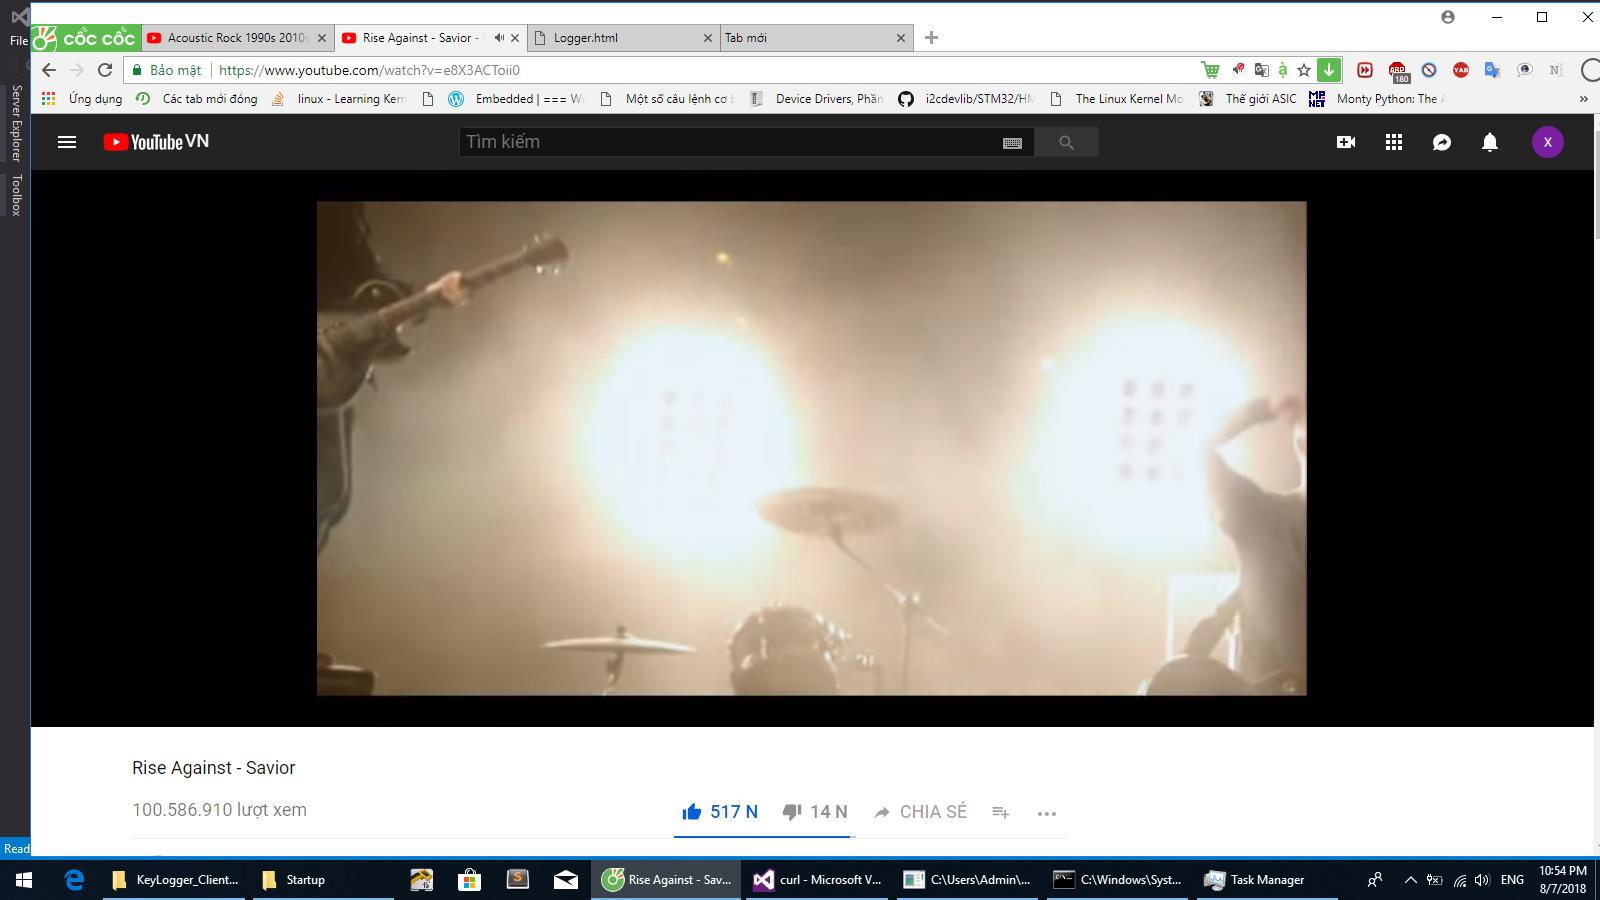 File
CỐC CỐC
Acoustic Rock 1990s 2010s
Rise Against - Savior -
Logger.html
Tab mới
Bảo mật
https://www.youtube.com/watch?v=e8X3ACToii0
ABP
180
YAB
Ứng dụng
Các tab mới đóng
linux - Learning Kern
Embedded | === W
Một số câu lệnh cơ b
Device Drivers, Phần
i2cdevlib/STM32/HM
The Linux Kernel Mo
Thế giới ASIC
Monty Python: The A
Server Explorer
Toolbox
YouTube VN
Tìm kiếm
X
Rise Against - Savior
100.586.910 lượt xem
517 N
14 N
CHIA SẺ
Read
KeyLogger_Client...
Startup
Rise Against - Sav...
curl - Microsoft V...
C:\Users\Admin\...
C:\Windows\Syst...
Task Manager
ENG
10:54 PM
8/7/2018